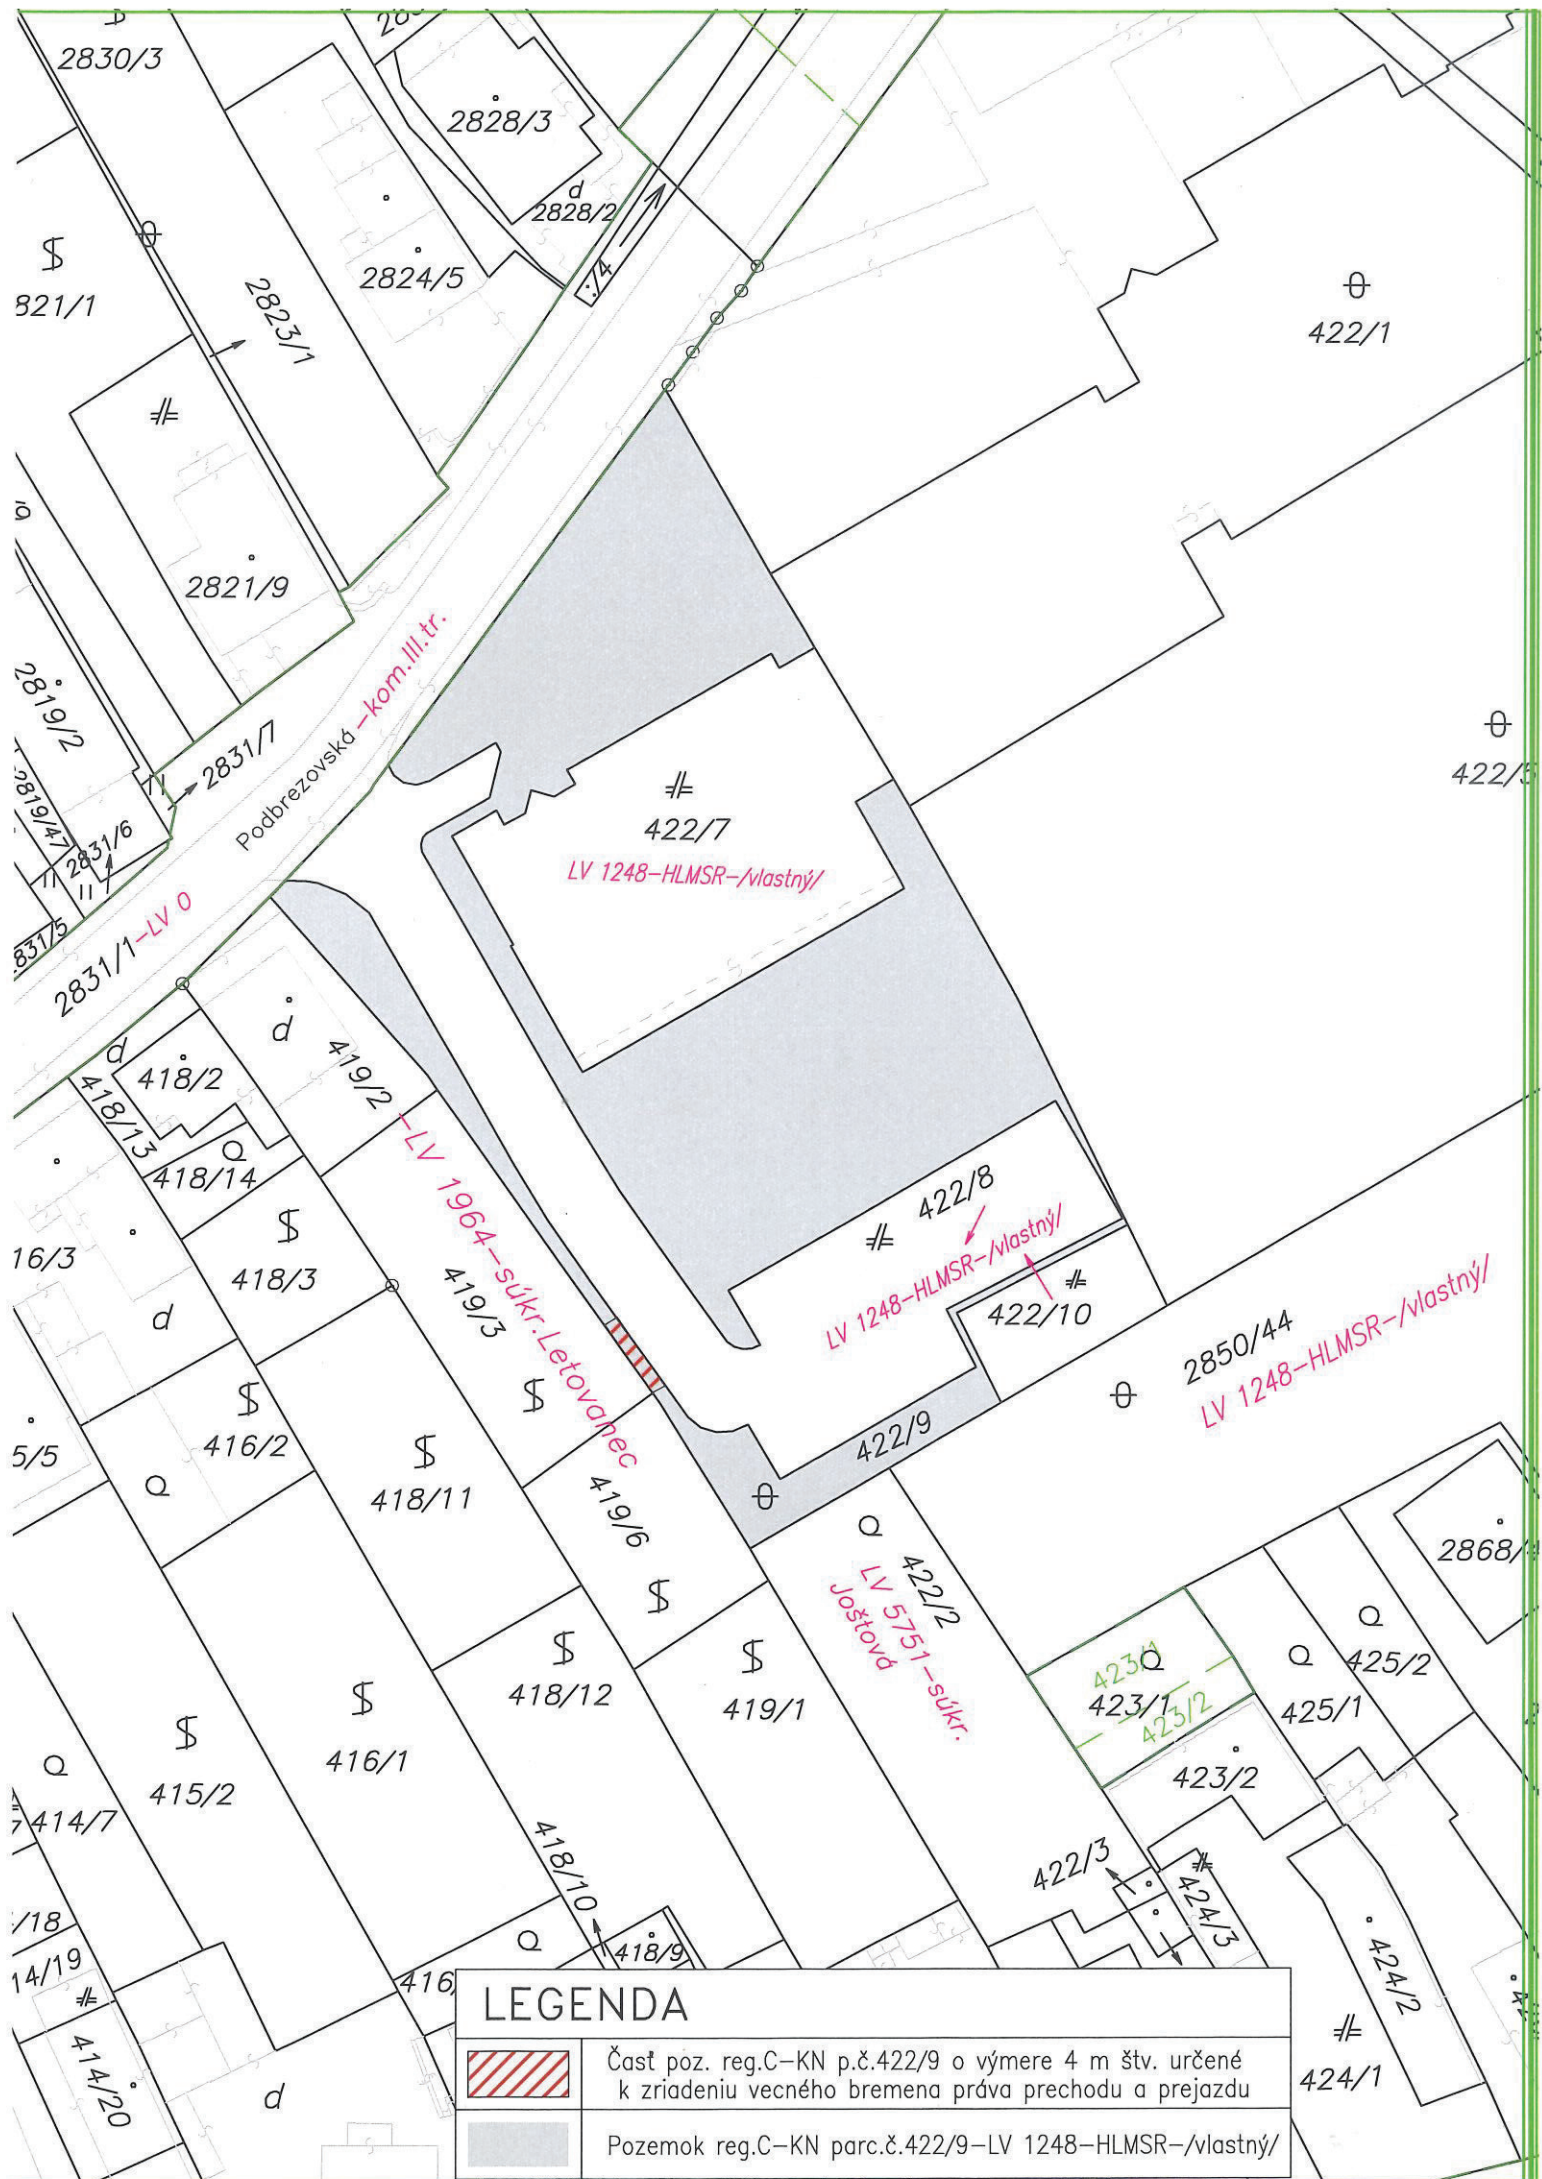 2830/3
2828/3
d
2828/2
2824/5
821/1
2823/1
:/4
422/1
2821/9
2819/2
2831/7
Podbrezovská –kom.III.tr.
422/7
LV 1248–HLMSR–/vlastný/
2819/47
2831/6
2831/1–LV 0
d
d
418/2
419/2 –LV 1964–súkr.Letovanec
418/13
418/14
422/8
LV 1248–HLMSR–/vlastný/
16/3
418/3
419/3
422/10
d
2850/44
LV 1248–HLMSR–/vlastný/
5/5
416/2
418/11
422/9
419/6
422/2
LV 5751–súkr.
Joštová
423/1
423/1
423/2
425/2
425/1
418/12
419/1
416/1
415/2
414/7
423/2
418/10
422/3
424/3
/18
14/19
418/9
424/2
414/20
d
424/1
LEGENDA
Časť poz. reg.C–KN p.č.422/9 o výmere 4 m štv. určené
k zriadeniu vecného bremena práva prechodu a prejazdu
Pozemok reg.C–KN parc.č.422/9–LV 1248–HLMSR–/vlastný/